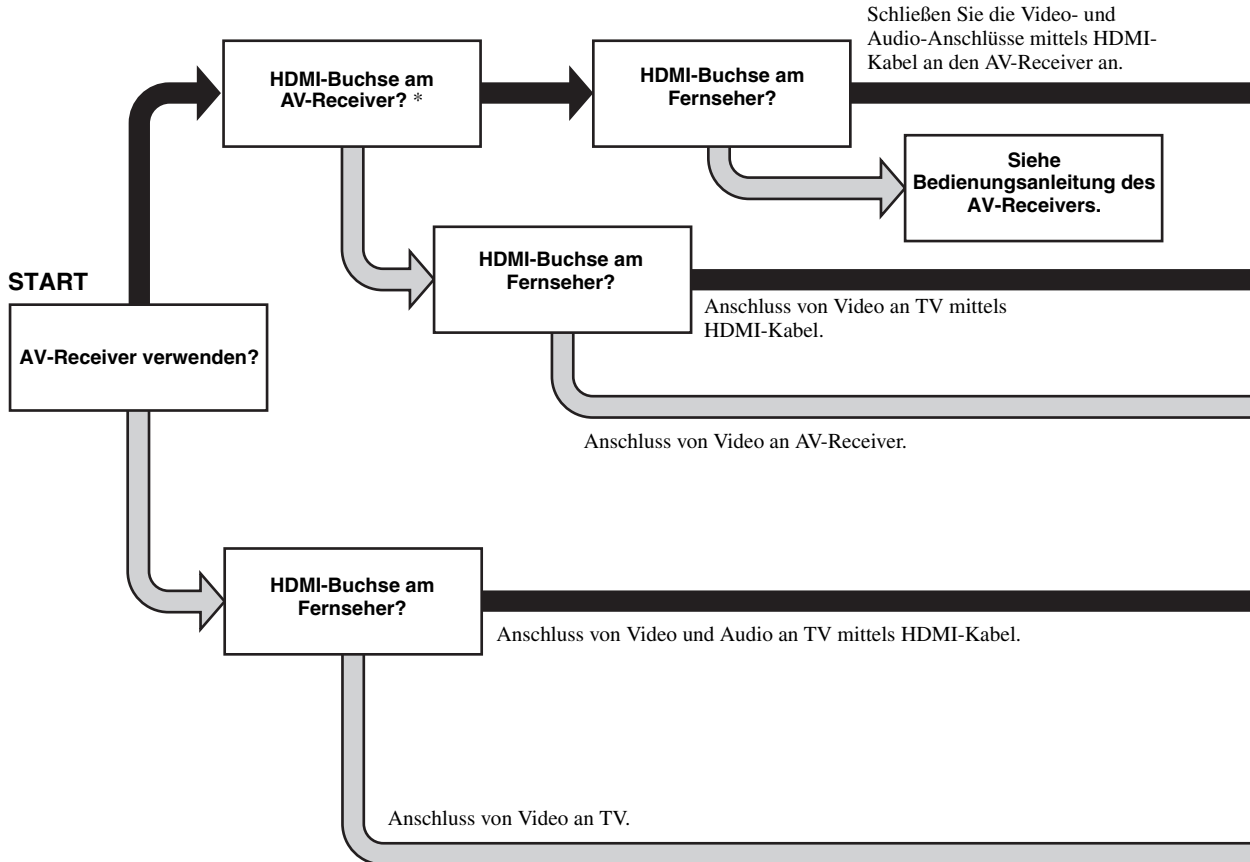 Schließen Sie die Video- und
Audio-Anschlüsse mittels HDMI-
Kabel an den AV-Receiver an.
HDMI-Buchse am
AV-Receiver? *
HDMI-Buchse am
Fernseher?
Siehe
Bedienungsanleitung des
AV-Receivers.
HDMI-Buchse am
Fernseher?
START
Anschluss von Video an TV mittels
HDMI-Kabel.
AV-Receiver verwenden?
Anschluss von Video an AV-Receiver.
HDMI-Buchse am
Fernseher?
Anschluss von Video und Audio an TV mittels HDMI-Kabel.
Anschluss von Video an TV.